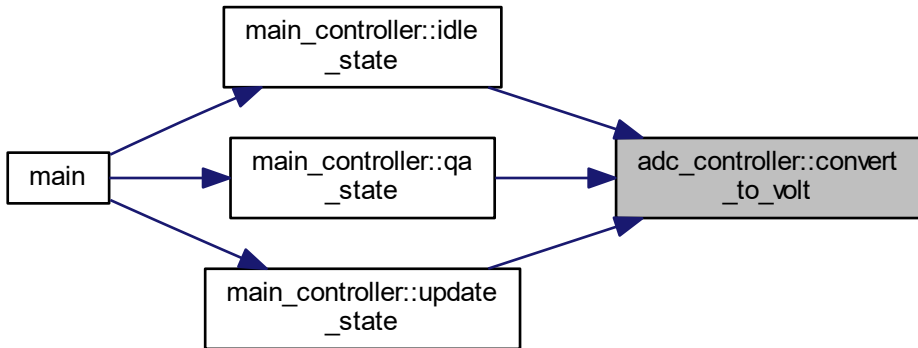 main_controller::idle
_state
main
main_controller::qa
_state
adc_controller::convert
_to_volt
main_controller::update
_state